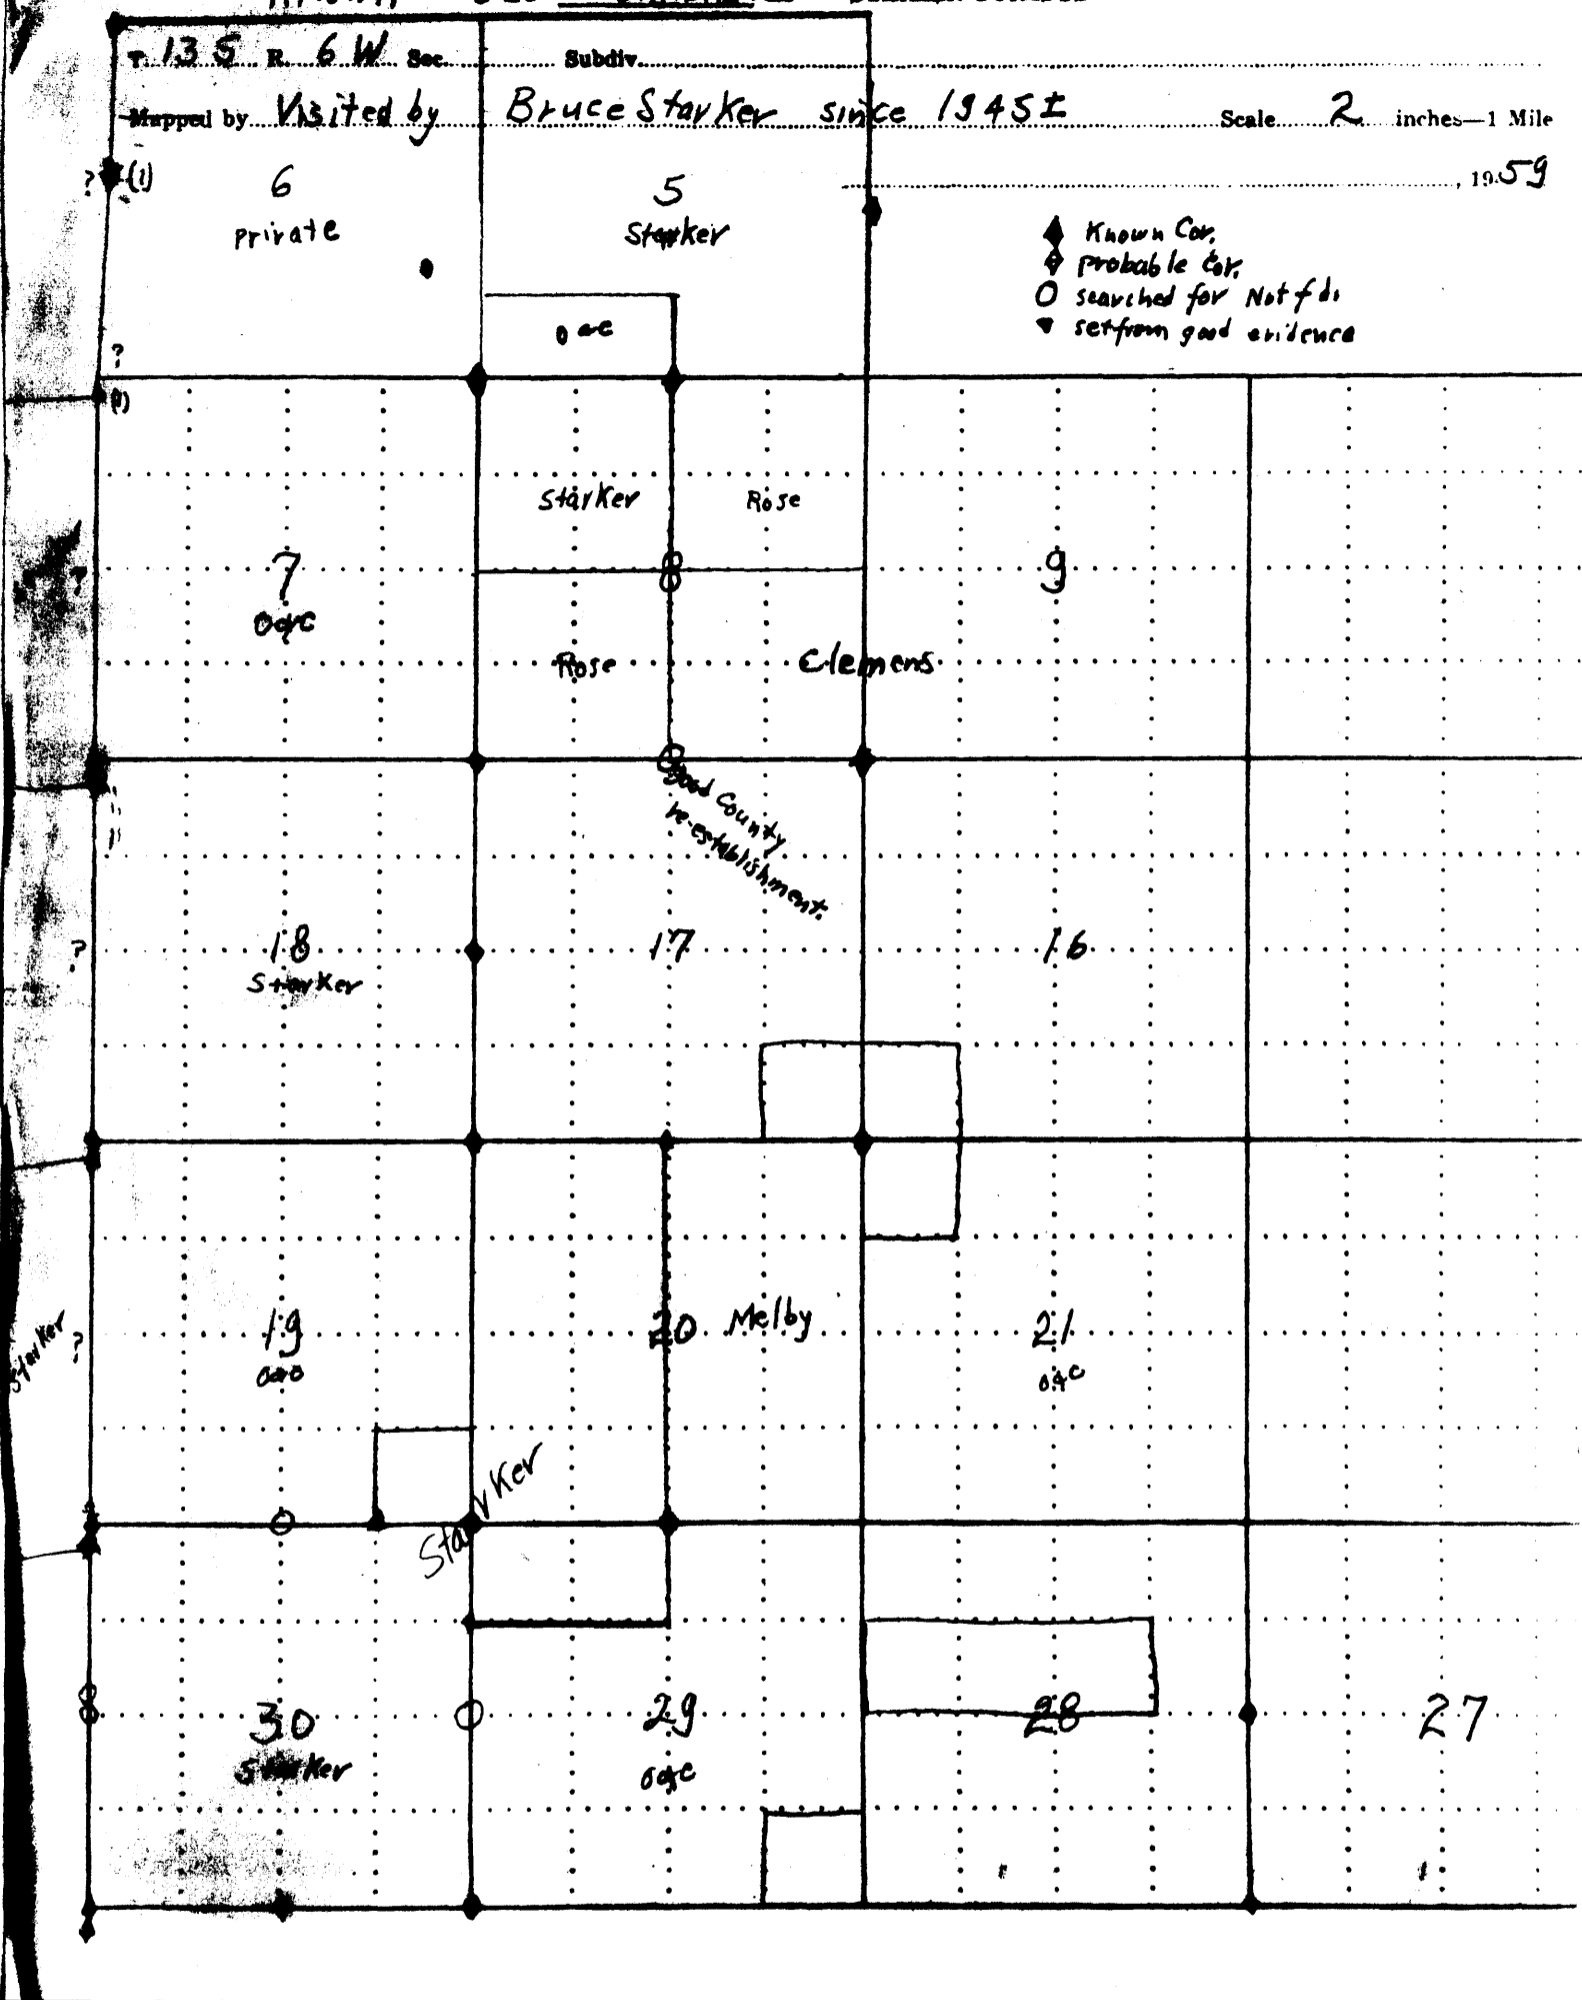 T. 13 S R. 6 W Sec. Subdiv.
Mapped by Visited by Bruce Starker since 1945± Scale 2 inches—1 Mile
, 1959
? (1) 6 5
private Starker
Known Cor.
probable Cor.
searched for Not fd.
set from good evidence
O&C
?
(1)
Starker Rose
? 7 8 9
O&C
Rose Clemens
Good County
re-establishment.
? 18 17 16
Starker
Starker ? 19 20 Melby 21
O&C
Starker
30 29 28 27
Starker O&C